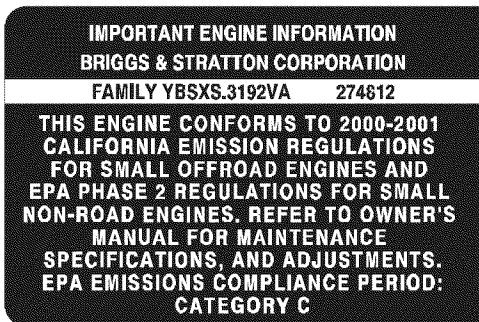 IMPORTANT ENGINE INFORMATION
BRIGGS & STRATTON CORPORATION
FAMILY YBSXS.3192VA 274812
THIS ENGINE CONFORMS TO 2000-2001
CALIFORNIA EMISSION REGULATIONS
FOR SMALL OFFROAD ENGINES AND
EPA PHASE 2 REGULATIONS FOR SMALL
NON-ROAD ENGINES. REFER TO OWNER'S
MANUAL FOR MAINTENANCE
SPECIFICATIONS, AND ADJUSTMENTS.
EPA EMISSIONS COMPLIANCE PERIOD:
CATEGORY C